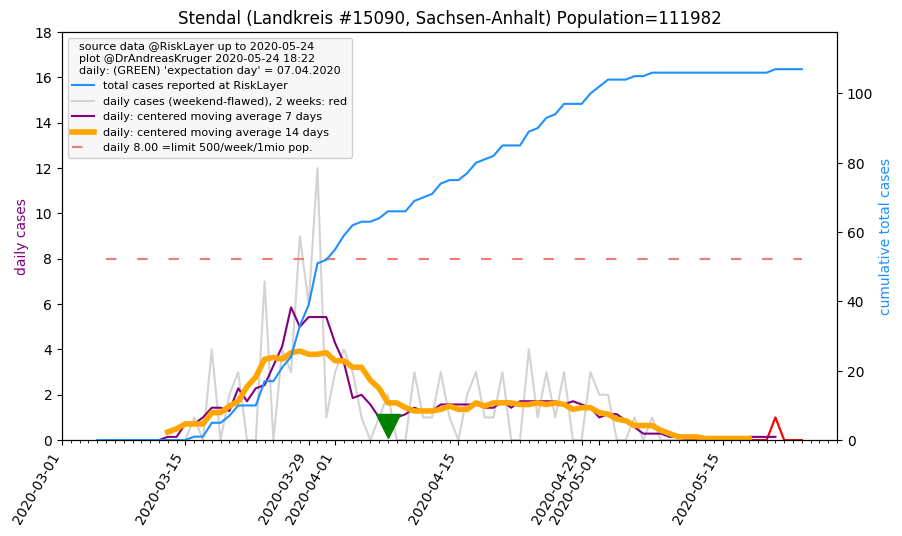 Stendal (Landkreis #15090, Sachsen-Anhalt) Population=111982
source data @RiskLayer up to 2020-05-24
plot @DrAndreasKruger 2020-05-24 18:22
daily: (GREEN) 'expectation day' = 07.04.2020
total cases reported at RiskLayer
daily cases (weekend-flawed), 2 weeks: red
daily: centered moving average 7 days
daily: centered moving average 14 days
daily 8.00 =limit 500/week/1mio pop.
daily cases
18
16
14
12
10
8
6
4
2
0
100
80
60
40
20
0
cumulative total cases
2020-03-01
2020-03-15
2020-03-29
2020-04-01
2020-04-15
2020-04-29
2020-05-01
2020-05-15